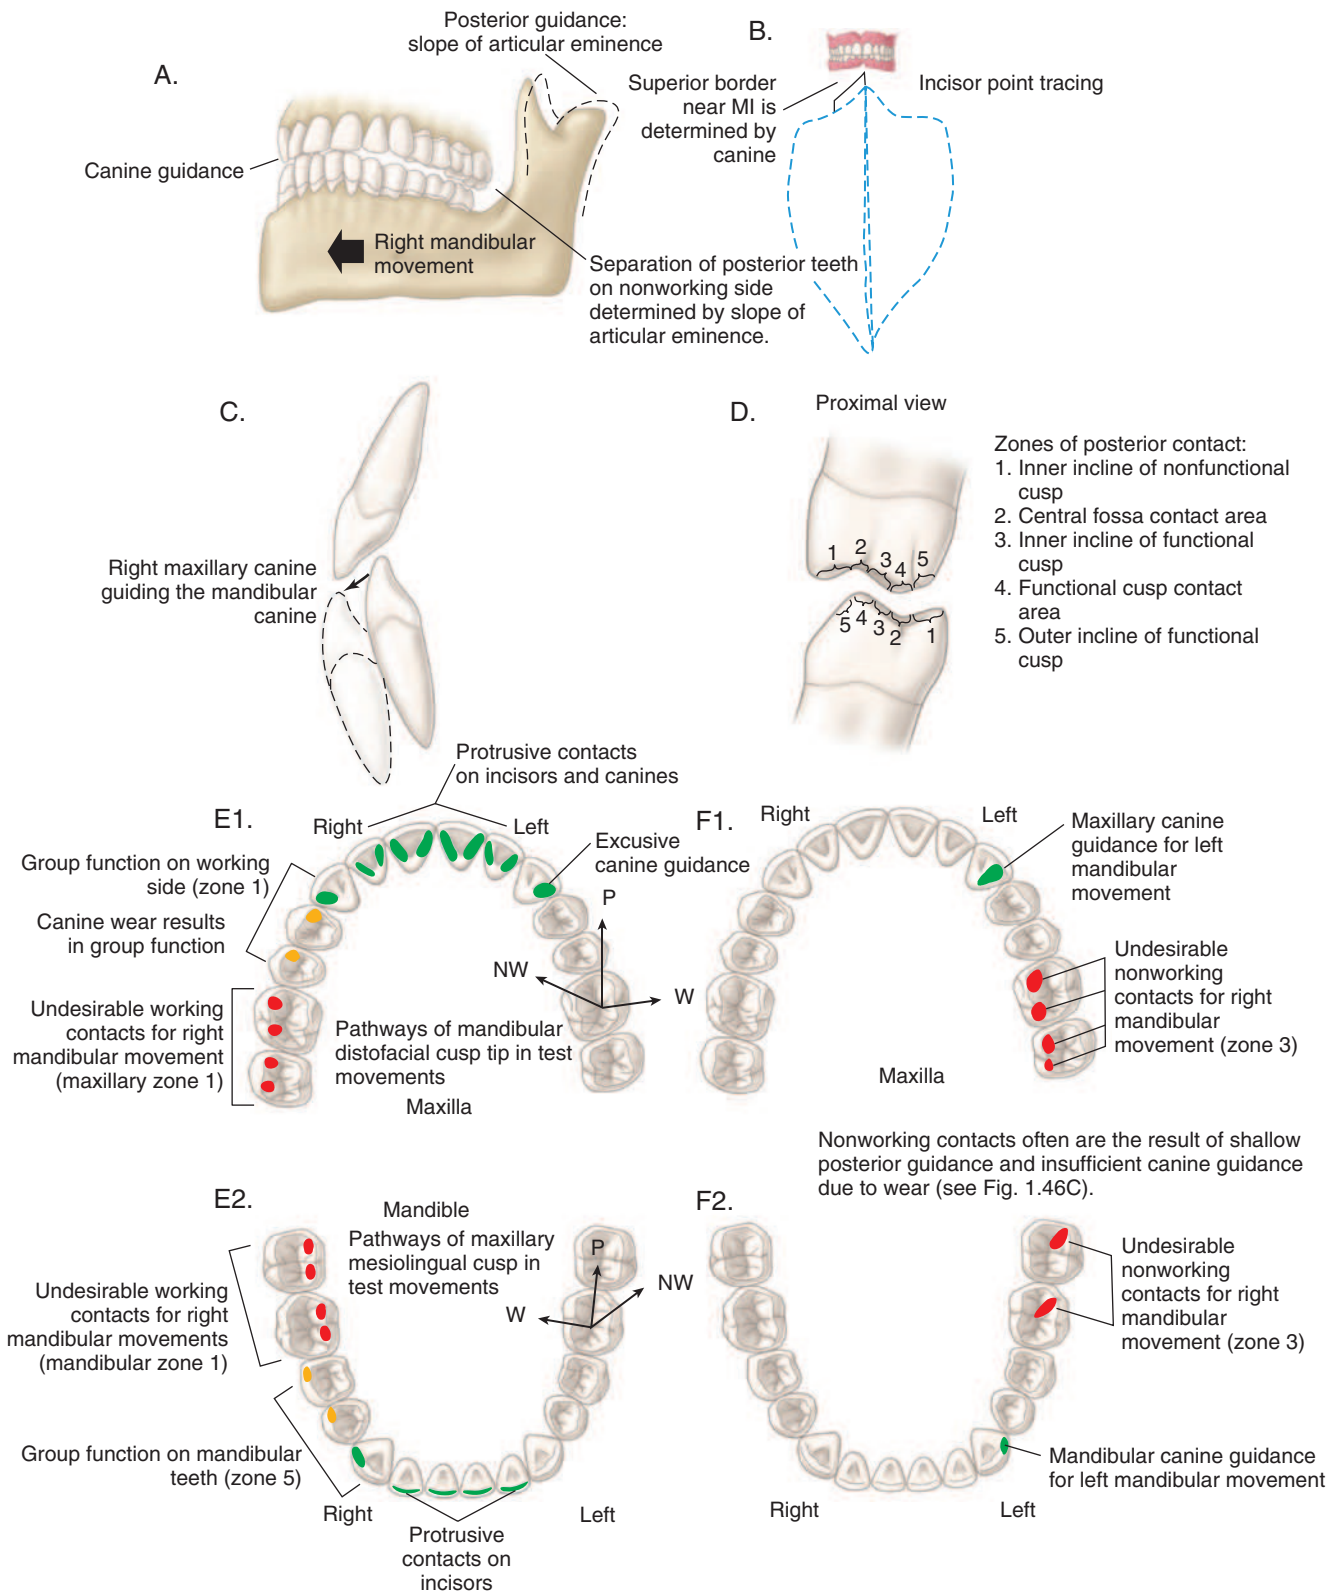 A.
Posterior guidance:
slope of articular eminence
Canine guidance
Right mandibular
movement
Separation of posterior teeth
on nonworking side
determined by slope of
articular eminence.
B.
Superior border
near MI is
determined by
canine
Incisor point tracing
C.
Right maxillary canine
guiding the mandibular
canine
D.
Proximal view
1
2
3
4
5
5
4
3
2
1
Zones of posterior contact:
1. Inner incline of nonfunctional
cusp
2. Central fossa contact area
3. Inner incline of functional
cusp
4. Functional cusp contact
area
5. Outer incline of functional
cusp
E1.
Protrusive contacts
on incisors and canines
Right
Left
Group function on working
side (zone 1)
Canine wear results
in group function
Undesirable working
contacts for right
mandibular movement
(maxillary zone 1)
Excusive
canine guidance
P
NW
W
Pathways of mandibular
distofacial cusp tip in test
movements
Maxilla
F1.
Right
Left
Maxillary canine
guidance for left
mandibular
movement
Undesirable
nonworking
contacts for right
mandibular
movement (zone 3)
Maxilla
Nonworking contacts often are the result of shallow
posterior guidance and insufficient canine guidance
due to wear (see Fig. 1.46C).
E2.
Mandible
Pathways of maxillary
mesiolingual cusp in
test movements
P
NW
W
Undesirable working
contacts for right
mandibular movements
(mandibular zone 1)
Group function on mandibular
teeth (zone 5)
Right
Left
Protrusive
contacts on
incisors
F2.
Undesirable
nonworking
contacts for right
mandibular
movement (zone 3)
Mandibular canine guidance
for left mandibular movement
Right
Left